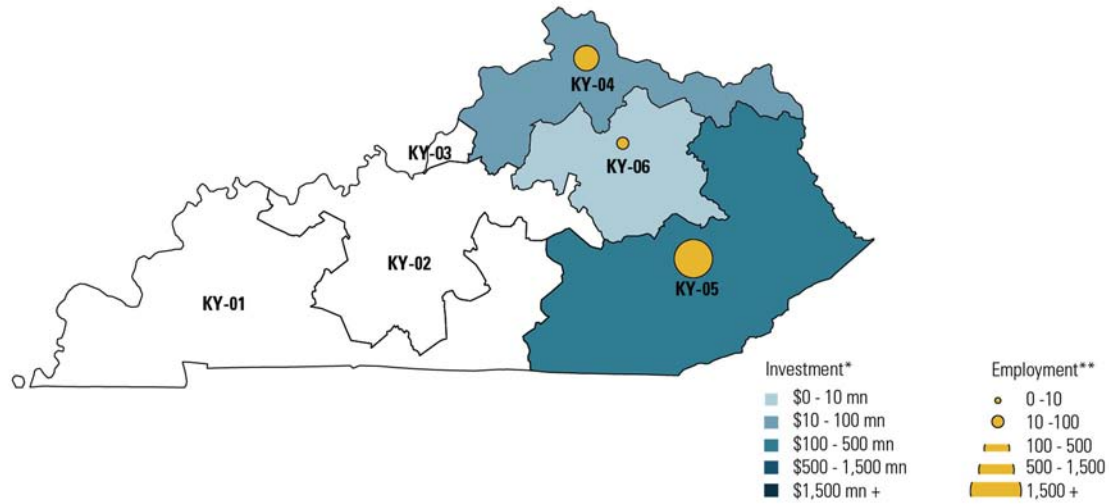 KY-04
KY-03
KY-06
KY-02
KY-05
KY-01
Investment*
$0 - 10 mn
$10 - 100 mn
$100 - 500 mn
$500 - 1,500 mn
$1,500 mn +
Employment**
0 -10
10 -100
100 - 500
500 - 1,500
1,500 +